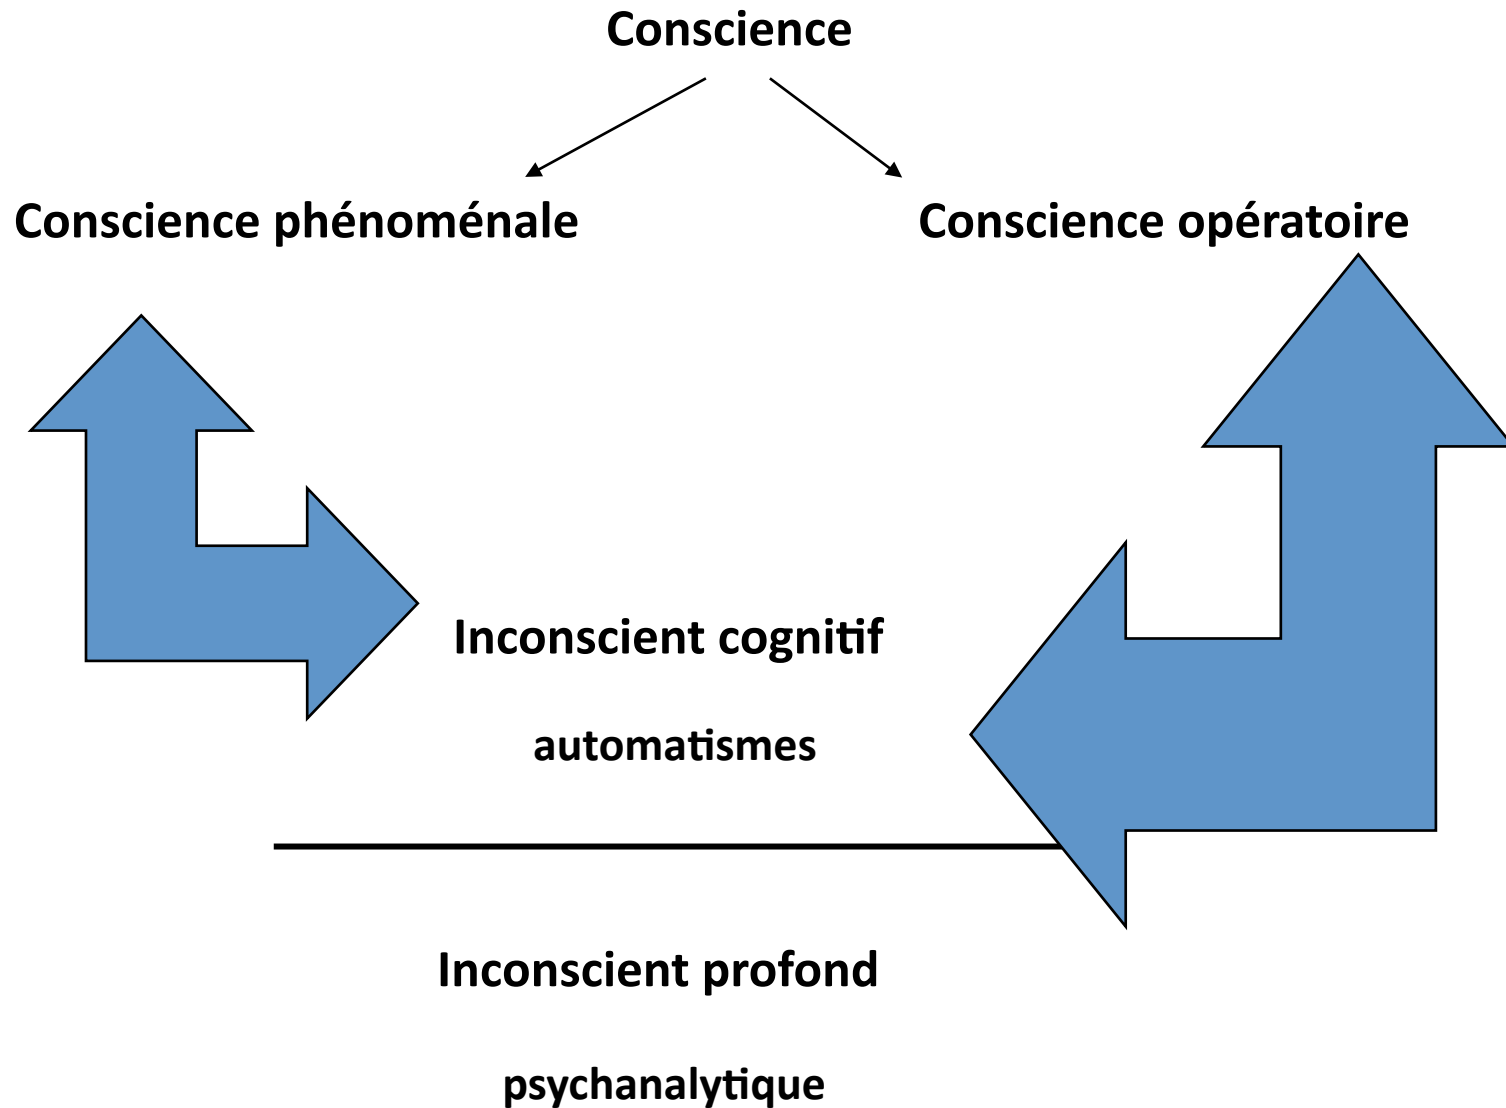 Conscience
Conscience phénoménale
Conscience opératoire
Inconscient cognitif
automatismes
Inconscient profond
psychanalytique